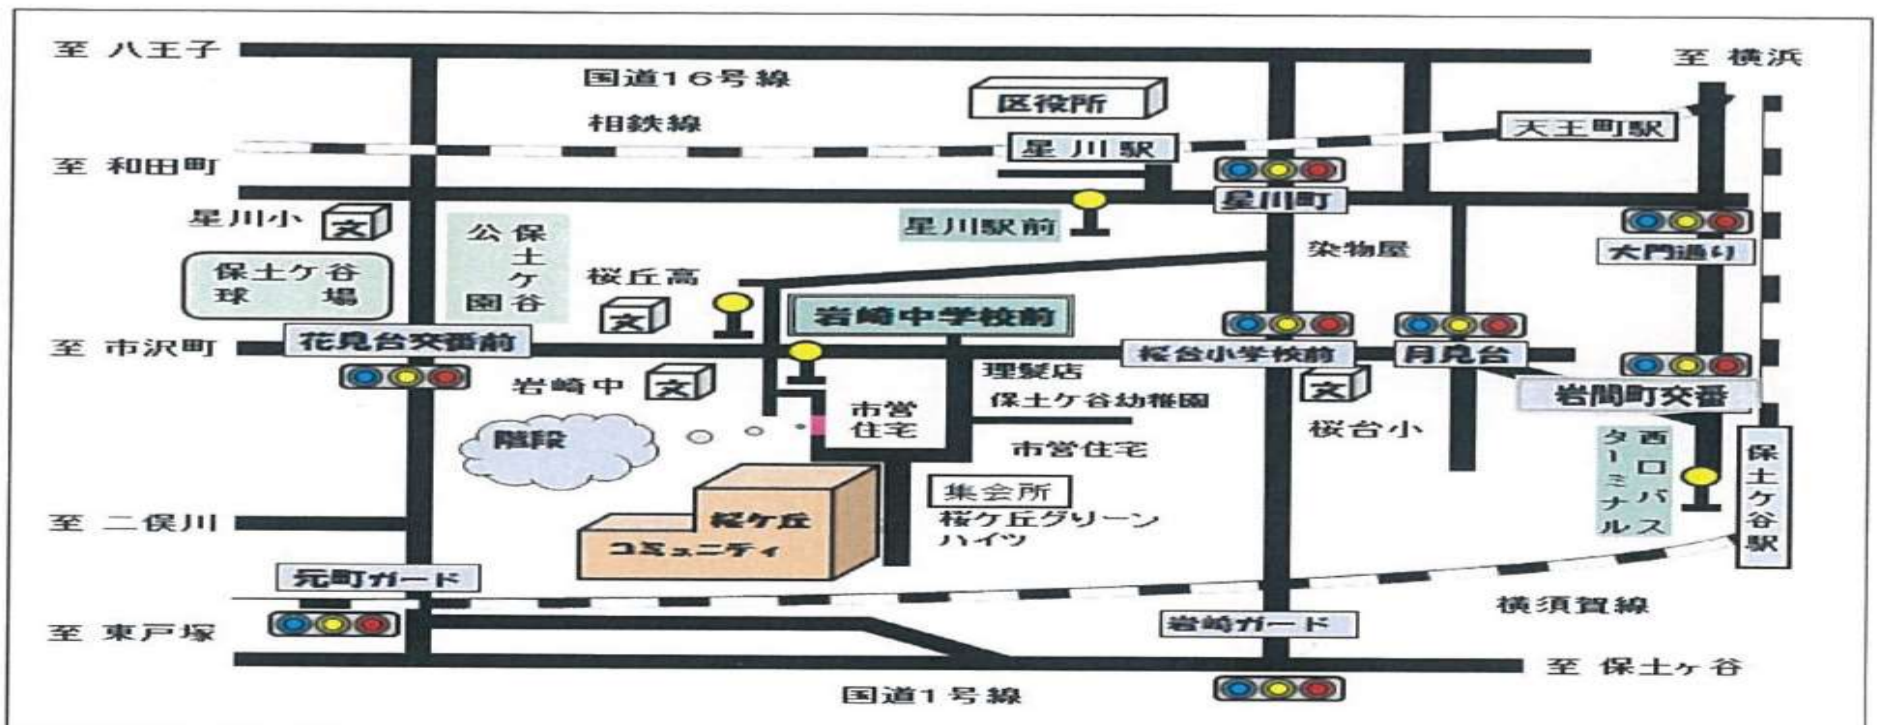 至 八王子
至 横浜
国道16号線
区役所
相鉄線
天王町駅
星川駅
至 和田町
星川町
星川小
文
星川駅前
大門通り
保土ケ谷
公園
染物屋
保土ケ谷
球場
桜丘高
文
岩崎中学校前
花見台交番前
至 市沢町
桜台小学校前
月見台
理髪店
岩崎中
文
文
岩間町交番
保土ケ谷幼稚園
市営
住宅
階段
桜台小
市営住宅
西口バス
ターミナル
保土ケ谷駅
集会所
桜ケ丘
コミュニティ
桜ケ丘グリーン
ハイツ
至 二俣川
元町ガード
横須賀線
岩崎ガード
至 東戸塚
至 保土ヶ谷
国道1号線